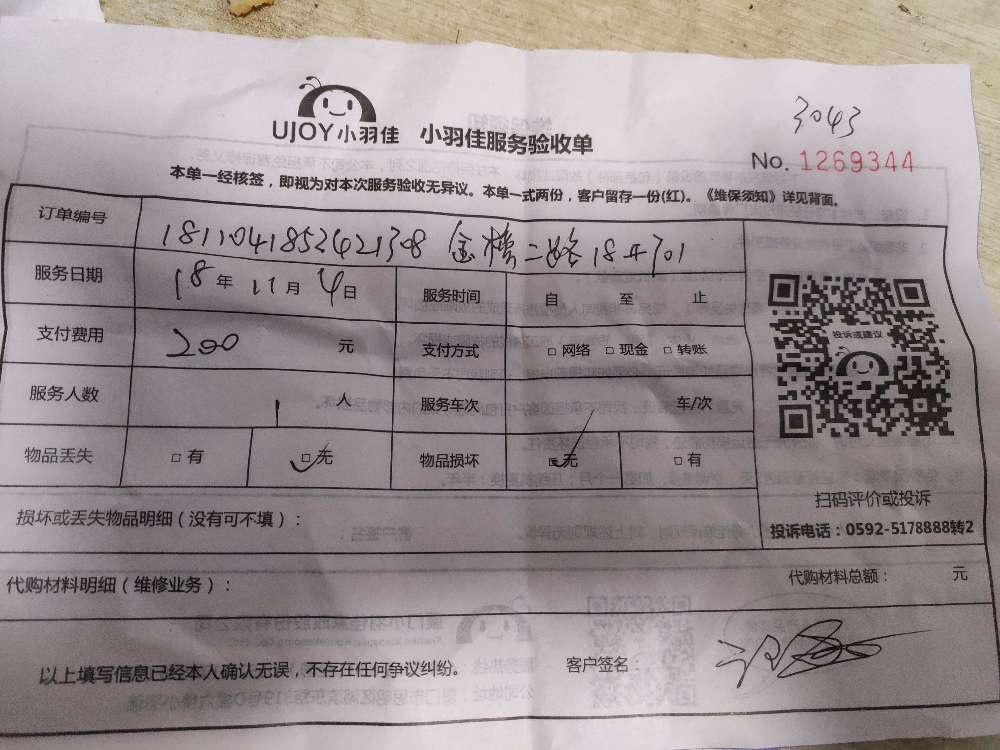 3043
UJOY小羽佳 小羽佳服务验收单
No. 1269344
本单一经核签，即视为对本次服务验收无异议。本单一式两份，客户留存一份(红)。《维保须知》详见背面。
订单编号 1811041852421308 金榜二路18-701
服务日期 18年11月4日 服务时间 自 至 止
支付费用 200 元 支付方式 □网络 □现金 □转账
投诉或建议
服务人数 1 人 服务车次 车/次
物品丢失 □有 ☑无 物品损坏 ☑无 □有
扫码评价或投诉
损坏或丢失物品明细（没有可不填）：
投诉电话：0592-5178888转2
代购材料明细（维修业务）： 代购材料总额： 元
以上填写信息已经本人确认无误，不存在任何争议纠纷。 客户签名：